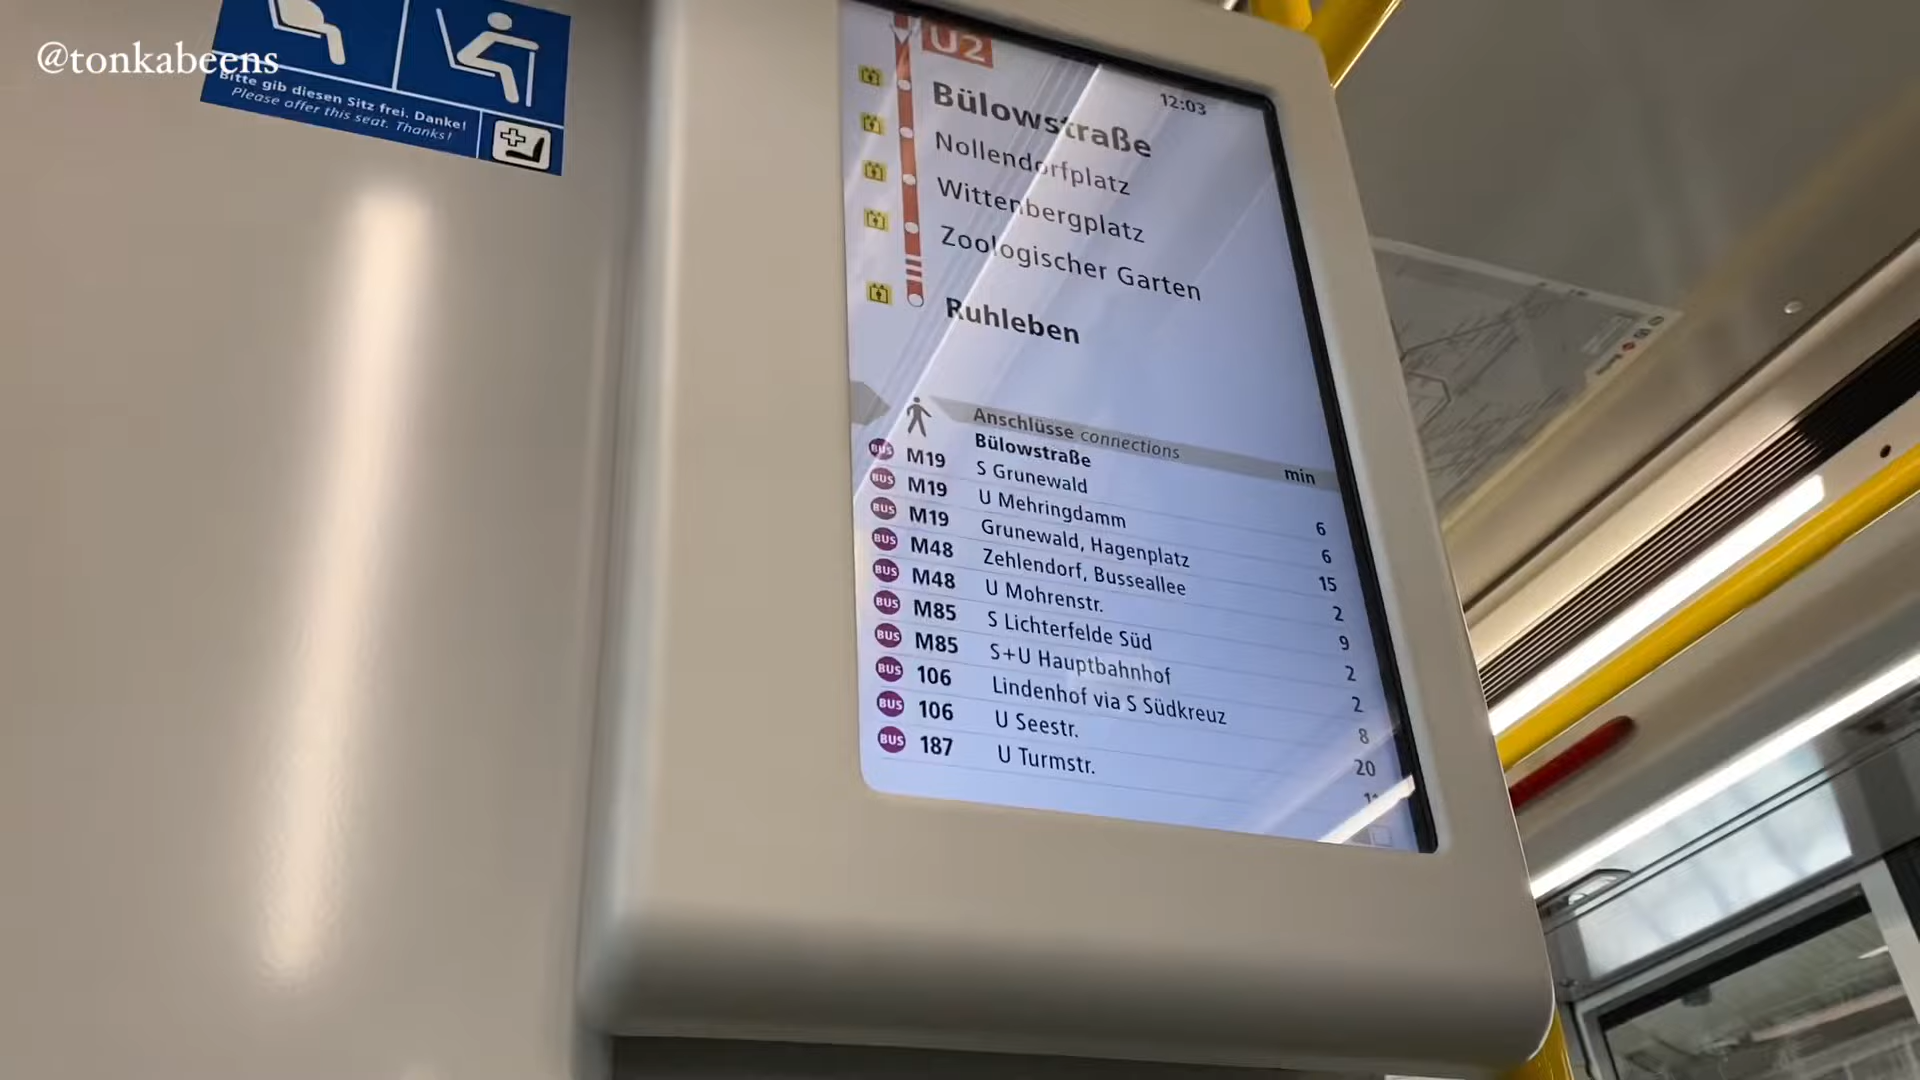 @tonkabeens
Bitte gib diesen Sitz frei. Danke!
Please offer this seat. Thanks!
U2
12:03
Bülowstraße
Nollendorfplatz
Wittenbergplatz
Zoologischer Garten
Ruhleben
Anschlüsse connections
Bülowstraße min
BUS M19 S Grunewald 6
BUS M19 U Mehringdamm 6
BUS M19 Grunewald, Hagenplatz 15
BUS M48 Zehlendorf, Busseallee 2
BUS M48 U Mohrenstr. 9
BUS M85 S Lichterfelde Süd 2
BUS M85 S+U Hauptbahnhof 2
BUS 106 Lindenhof via S Südkreuz 8
BUS 106 U Seestr. 20
BUS 187 U Turmstr.